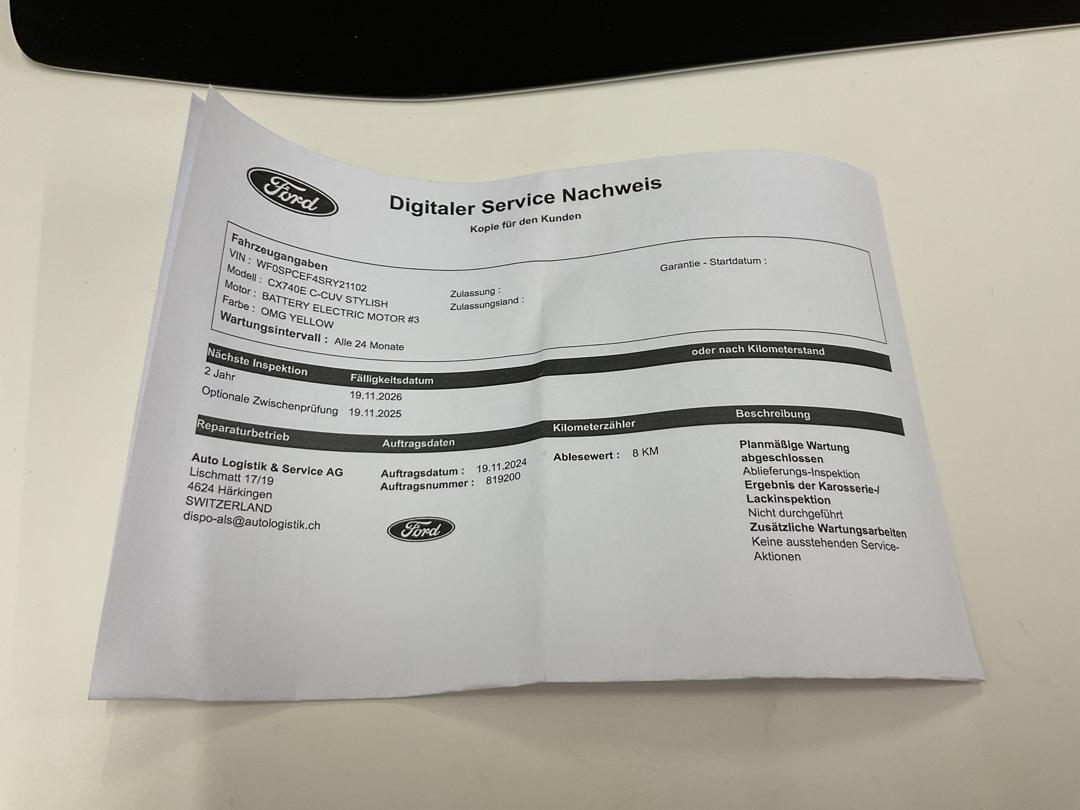 Ford
Digitaler Service Nachweis
Kopie für den Kunden
Fahrzeugangaben
VIN : WF0SPCEF4SRY21102
Modell : CX740E C-CUV STYLISH
Motor : BATTERY ELECTRIC MOTOR #3
Farbe : OMG YELLOW
Wartungsintervall : Alle 24 Monate
Zulassung :
Zulassungsland :
Garantie - Startdatum :
Nächste Inspektion Fälligkeitsdatum oder nach Kilometerstand
2 Jahr 19.11.2026
Optionale Zwischenprüfung 19.11.2025
Reparaturbetrieb Auftragsdaten Kilometerzähler Beschreibung
Auto Logistik & Service AG
Lischmatt 17/19
4624 Härkingen
SWITZERLAND
dispo-als@autologistik.ch
Auftragsdatum : 19.11.2024
Auftragsnummer : 819200
Ford
Ablesewert : 8 KM
Planmäßige Wartung
abgeschlossen
Ablieferungs-Inspektion
Ergebnis der Karosserie-/
Lackinspektion
Nicht durchgeführt
Zusätzliche Wartungsarbeiten
Keine ausstehenden Service-
Aktionen